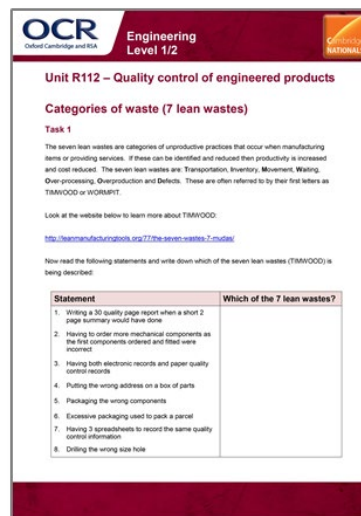 OCR
Oxford Cambridge and RSA
Engineering
Level 1/2
Cambridge
NATIONALS
Unit R112 – Quality control of engineered products
Categories of waste (7 lean wastes)
Task 1
The seven lean wastes are categories of unproductive practices that occur when manufacturing
items or providing services. If these can be identified and reduced then productivity is increased
and cost reduced. The seven lean wastes are: Transportation, Inventory, Movement, Waiting,
Over-processing, Overproduction and Defects. These are often referred to by their first letters as
TIMWOOD or WORMPIT.
Look at the website below to learn more about TIMWOOD:
http://leanmanufacturingtools.org/77/the-seven-wastes-7-mudas/
Now read the following statements and write down which of the seven lean wastes (TIMWOOD) is
being described:
Statement Which of the 7 lean wastes?
1. Writing a 30 quality page report when a short 2
page summary would have done
2. Having to order more mechanical components as
the first components ordered and fitted were
incorrect
3. Having both electronic records and paper quality
control records
4. Putting the wrong address on a box of parts
5. Packaging the wrong components
6. Excessive packaging used to pack a parcel
7. Having 3 spreadsheets to record the same quality
control information
8. Drilling the wrong size hole